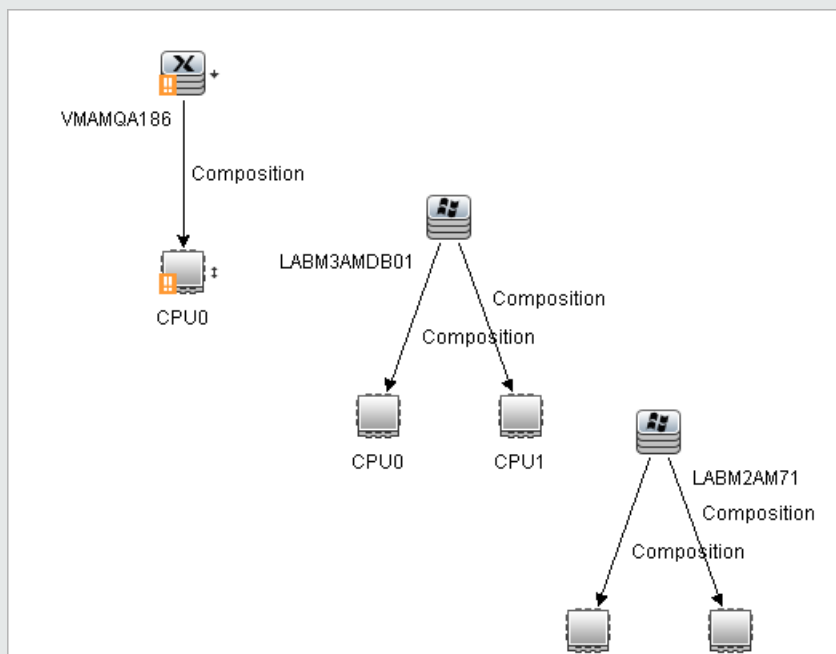 VMAMQA186
Composition
CPU0
LABM3AMDB01
Composition
Composition
CPU0
CPU1
LABM2AM71
Composition
Composition